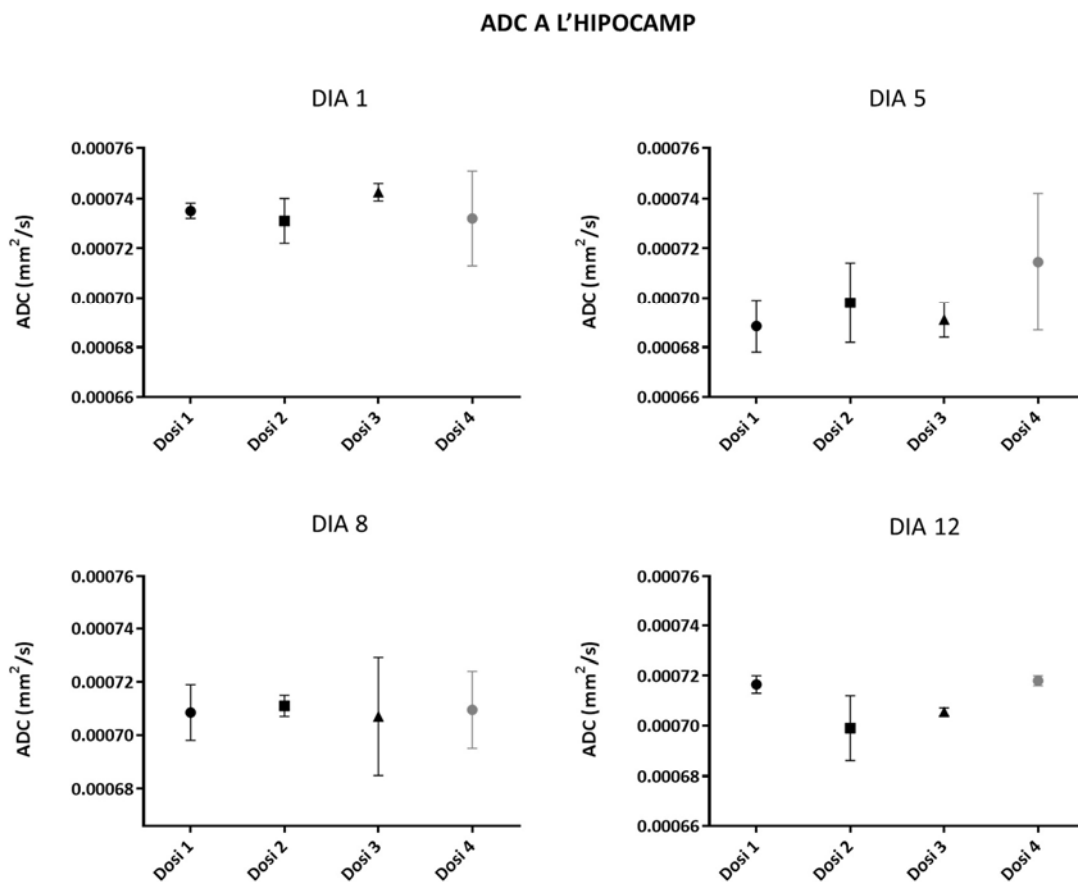 ADC A L'HIPOCAMP
DIA 1
ADC (mm²/s)
0.00076
0.00074
0.00072
0.00070
0.00068
0.00066
Dosi 1
Dosi 2
Dosi 3
Dosi 4
DIA 5
ADC (mm²/s)
0.00076
0.00074
0.00072
0.00070
0.00068
0.00066
Dosi 1
Dosi 2
Dosi 3
Dosi 4
DIA 8
ADC (mm²/s)
0.00076
0.00074
0.00072
0.00070
0.00068
Dosi 1
Dosi 2
Dosi 3
Dosi 4
DIA 12
ADC (mm²/s)
0.00076
0.00074
0.00072
0.00070
0.00068
0.00066
Dosi 1
Dosi 2
Dosi 3
Dosi 4